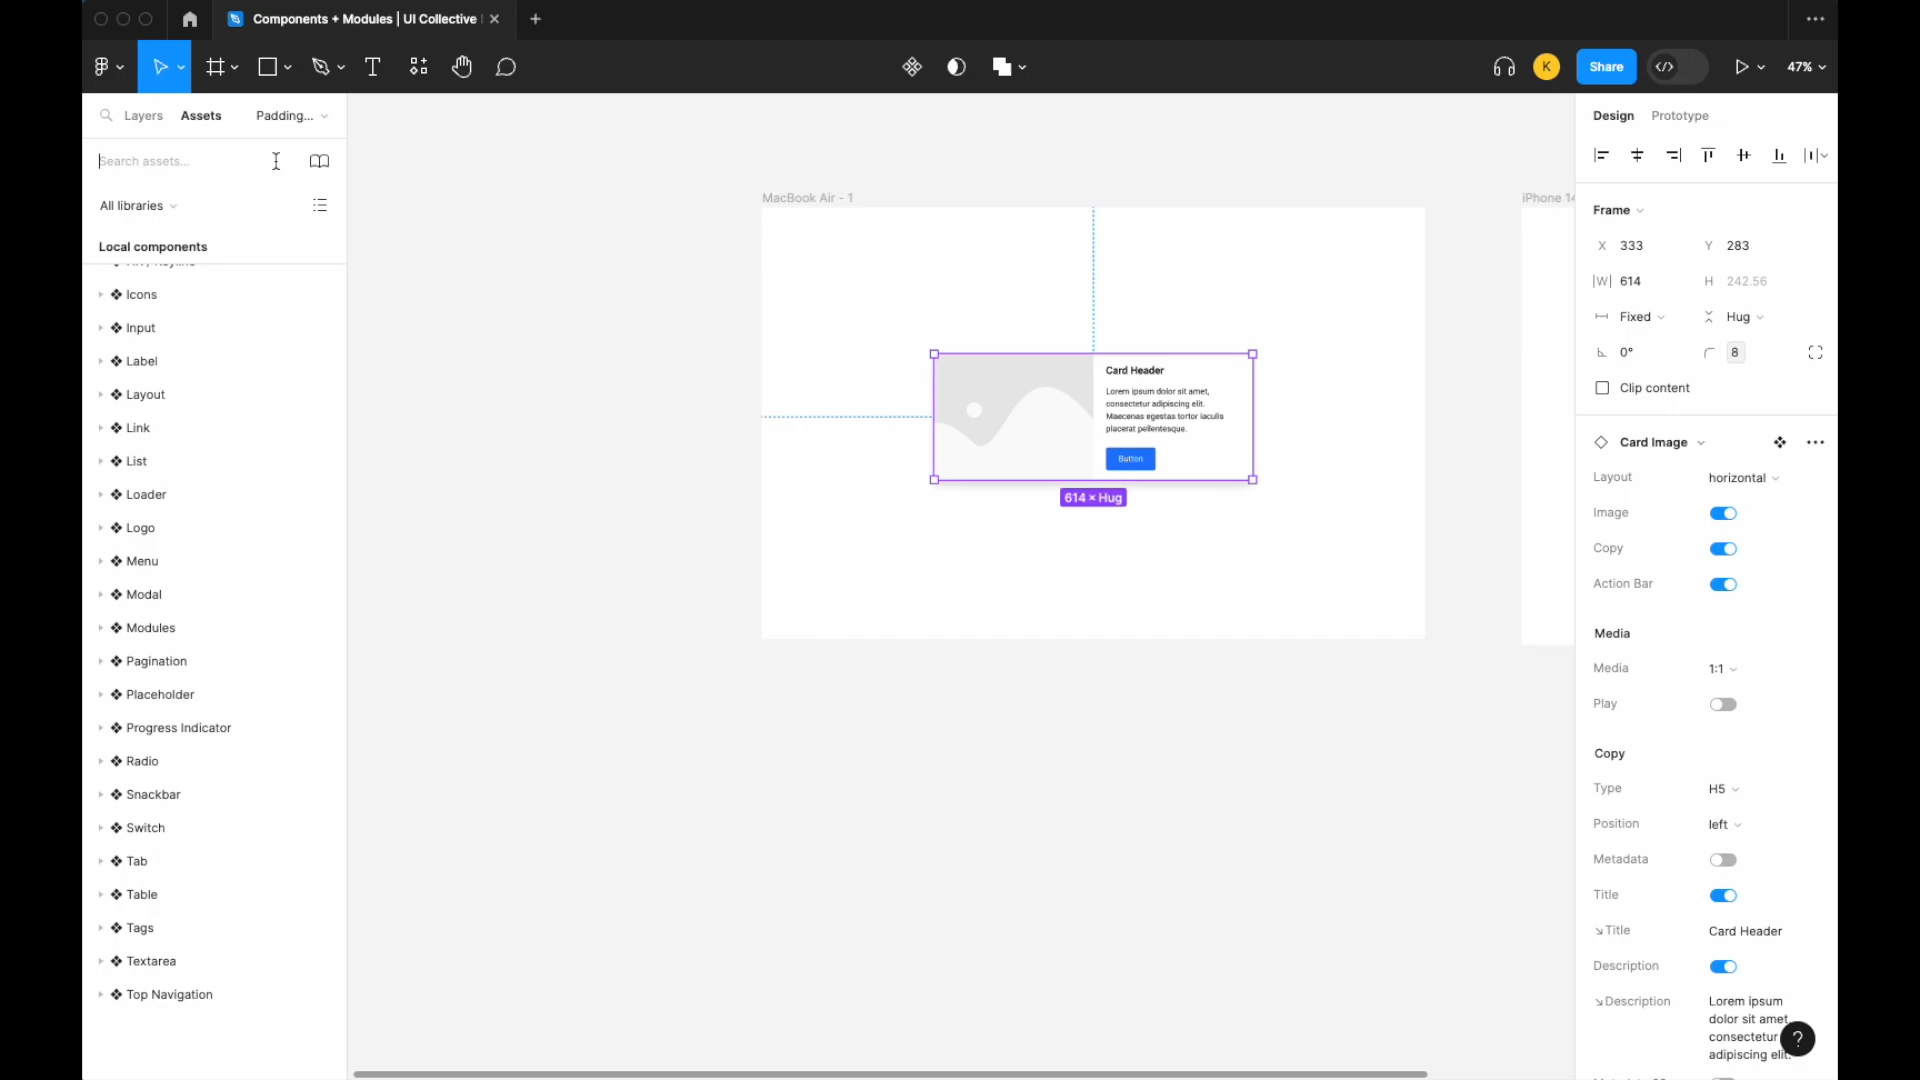 Components + Modules | UI Collective
Share
47%
K
Layers
Assets
Padding...
Search assets...
All libraries
Local components
Icons
Input
Label
Layout
Link
List
Loader
Logo
Menu
Modal
Modules
Pagination
Placeholder
Progress Indicator
Radio
Snackbar
Switch
Tab
Table
Tags
Textarea
Top Navigation
MacBook Air - 1
iPhone 14
Card Header
Lorem ipsum dolor sit amet,
consectetur adipiscing elit.
Maecenas egestas tortor iaculis
placerat pellentesque.
Button
614 × Hug
Design
Prototype
Frame
X 333
Y 283
W 614
H 242.56
Fixed
Hug
0°
8
Clip content
Card Image
Layout horizontal
Image
Copy
Action Bar
Media
Media 1:1
Play
Copy
Type H5
Position left
Metadata
Title
Title Card Header
Description
Description Lorem ipsum
dolor sit amet,
consectetur
adipiscing elit.
?